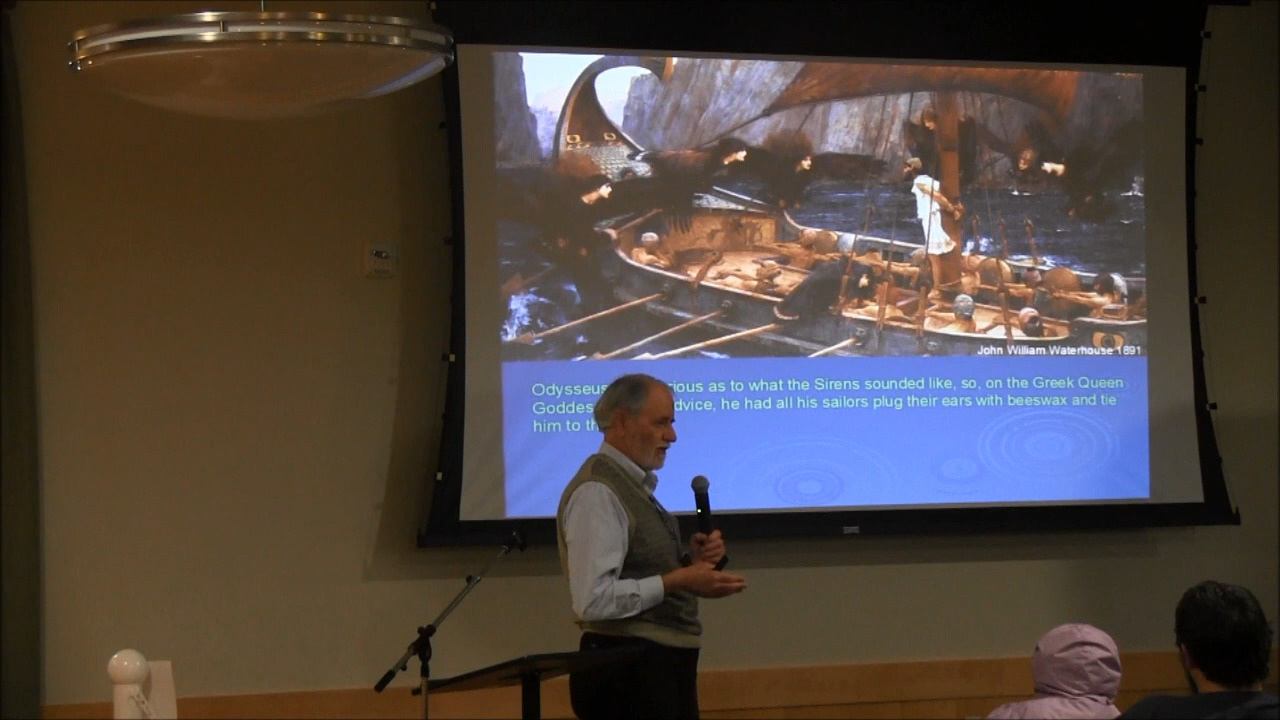 John William Waterhouse 1891
Odysseus rious as to what the Sirens sounded like, so, on the Greek Queen
Goddes dvice, he had all his sailors plug their ears with beeswax and tie
him to th